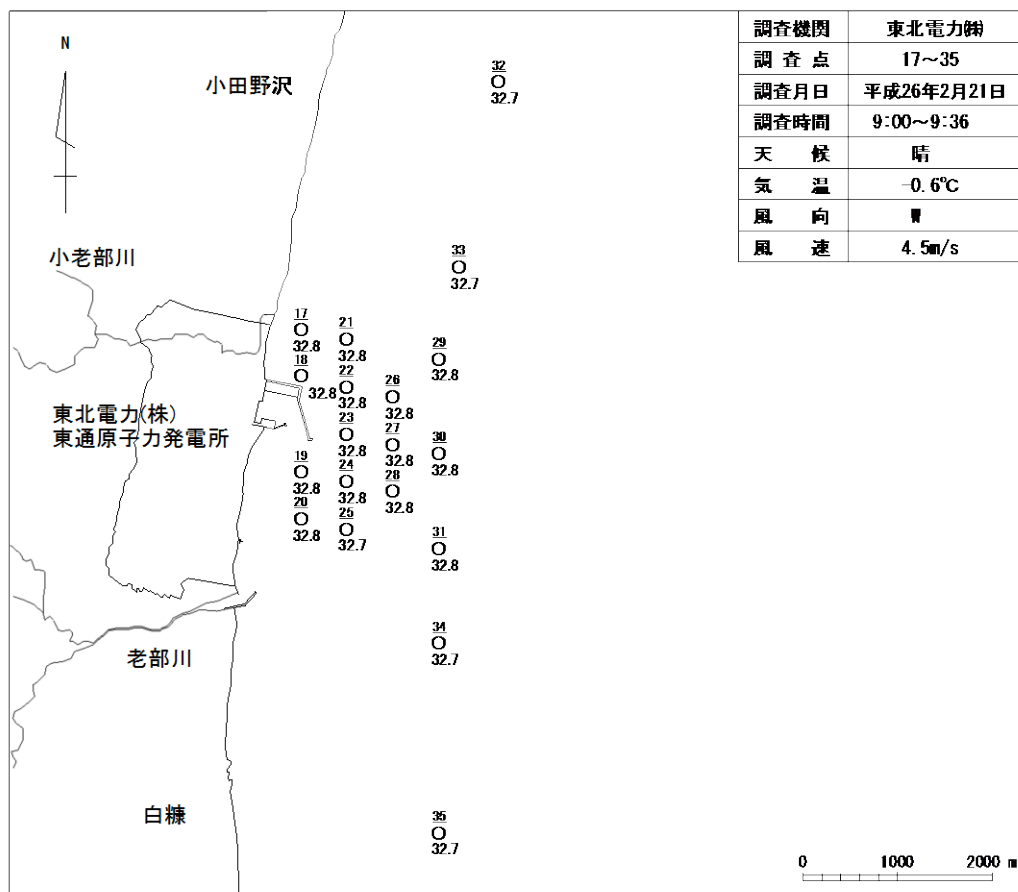 調査機関 東北電力㈱
調査点 17～35
調査月日 平成26年2月21日
調査時間 9:00～9:36
天候 晴
気温 -0.6℃
風向 W
風速 4.5m/s
N
小田野沢
32
32.7
小老部川
33
32.7
17
32.8
21
32.8
29
32.8
18
32.8
22
32.8
26
32.8
東北電力(株)
東通原子力発電所
23
32.8
27
32.8
30
32.8
19
32.8
24
32.8
28
32.8
20
32.8
25
32.7
31
32.8
34
32.7
老部川
白糠
35
32.7
0 1000 2000 m